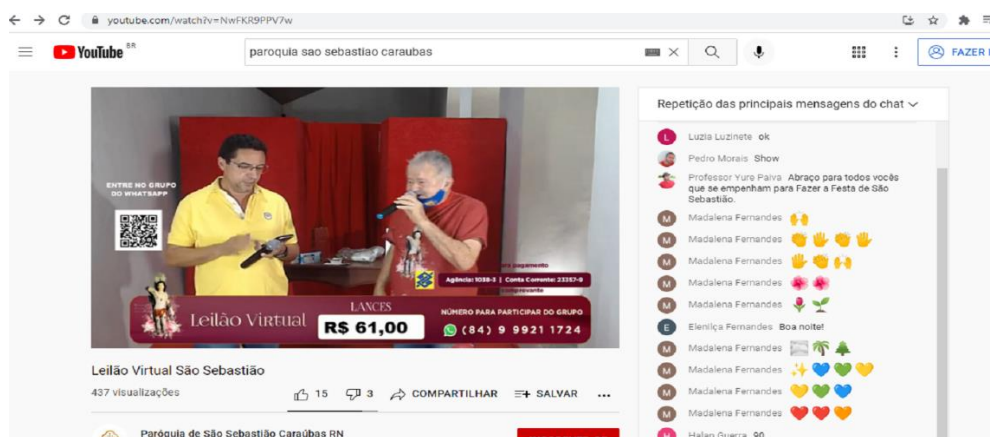 youtube.com/watch?v=NwFKR9PPV7w
YouTube BR
paroquia sao sebastiao caraubas
FAZER
ENTRE NO GRUPO
DO WHATSAPP
pagamento
Agência: 1038-3 | Conta Corrente: 23357-9
comprovante
Leilão Virtual
LANCES
R$ 61,00
NÚMERO PARA PARTICIPAR DO GRUPO
(84) 9 9921 1724
Leilão Virtual São Sebastião
437 visualizações
15
3
COMPARTILHAR
SALVAR
...
Paróquia de São Sebastião Caraúbas RN
Repetição das principais mensagens do chat
L Luzia Luzinete ok
Pedro Morais Show
Professor Yure Paiva Abraço para todos vocês
que se empenham para Fazer a Festa de São
Sebastião.
M Madalena Fernandes 🙌
M Madalena Fernandes 👏🖐👏🖐
M Madalena Fernandes 🖐👏🙌
M Madalena Fernandes 🌺🌺
M Madalena Fernandes 🌷🌱
E Elenilça Fernandes Boa noite!
M Madalena Fernandes 🌴🌲
M Madalena Fernandes ✨💙💚💛
M Madalena Fernandes 💛💚💙
M Madalena Fernandes ❤️❤️🧡
H Halan Guerra 90